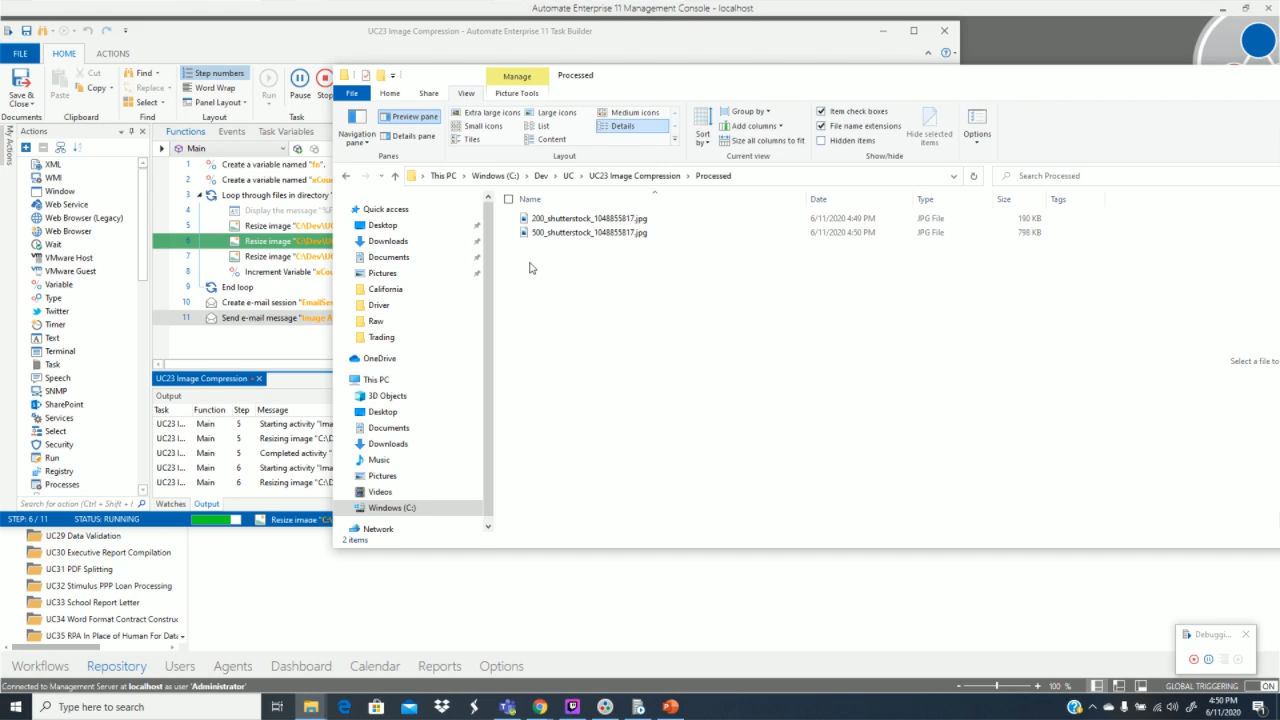 Automate Enterprise 11 Management Console - localhost
UC23 Image Compression - Automate Enterprise 11 Task Builder
FILE HOME ACTIONS
Save & Close Paste Cut Copy Find Replace Select Step numbers Word Wrap Panel Layout Run Pause Stop
Documents Clipboard Find Layout Task
My Actions
Actions
XML
WMI
Window
Web Service
Web Browser (Legacy)
Web Browser
Wait
VMware Host
VMware Guest
Variable
Type
Twitter
Timer
Text
Terminal
Task
Speech
SNMP
SharePoint
Services
Select
Security
Run
Registry
Processes
Search for action (Ctrl + Shift + F
Functions Events Task Variables
Main
1 Create a variable named "fn".
2 Create a variable named "xCou
3 Loop through files in directory "
4 Display the message "%F
5 Resize image "C:\Dev\UC
6 Resize image "C:\Dev\UC
7 Resize image "C:\Dev\UC
8 Increment Variable "xCou
9 End loop
10 Create e-mail session "EmailSe
11 Send e-mail message "Image A
UC23 Image Compression -
Output
Task Function Step Message
UC23 I... Main 5 Starting activity "Ima
UC23 I... Main 5 Resizing image "C:\D
UC23 I... Main 5 Completed activity "
UC23 I... Main 6 Starting activity "Ima
UC23 I... Main 6 Resizing image "C:\D
Watches Output
STEP: 6 / 11 STATUS: RUNNING Resize image "C:\
Manage Processed
File Home Share View Picture Tools
Navigation pane
Preview pane
Details pane
Panes
Extra large icons Large icons Medium icons
Small icons List Details
Tiles Content
Layout
Sort by
Group by
Add columns
Size all columns to fit
Current view
Item check boxes
File name extensions
Hidden items
Hide selected items
Show/hide
Options
This PC > Windows (C:) > Dev > UC > UC23 Image Compression > Processed
Search Processed
Name Date Type Size Tags
200_shutterstock_1048855817.jpg 6/11/2020 4:49 PM JPG File 190 KB
500_shutterstock_1048855817.jpg 6/11/2020 4:50 PM JPG File 798 KB
Quick access
Desktop
Downloads
Documents
Pictures
California
Driver
Raw
Trading
OneDrive
This PC
3D Objects
Desktop
Documents
Downloads
Music
Pictures
Videos
Windows (C:)
Network
2 items
Select a file to
UC29 Data Validation
UC30 Executive Report Compilation
UC31 PDF Splitting
UC32 Stimulus PPP Loan Processing
UC33 School Report Letter
UC34 Word Format Contract Construc
UC35 RPA In Place of Human For Data
Debuggi...
Workflows Repository Users Agents Dashboard Calendar Reports Options
Connected to Management Server at localhost as user 'Administrator'
100 % GLOBAL TRIGGERING ON
Type here to search
4:50 PM
6/11/2020